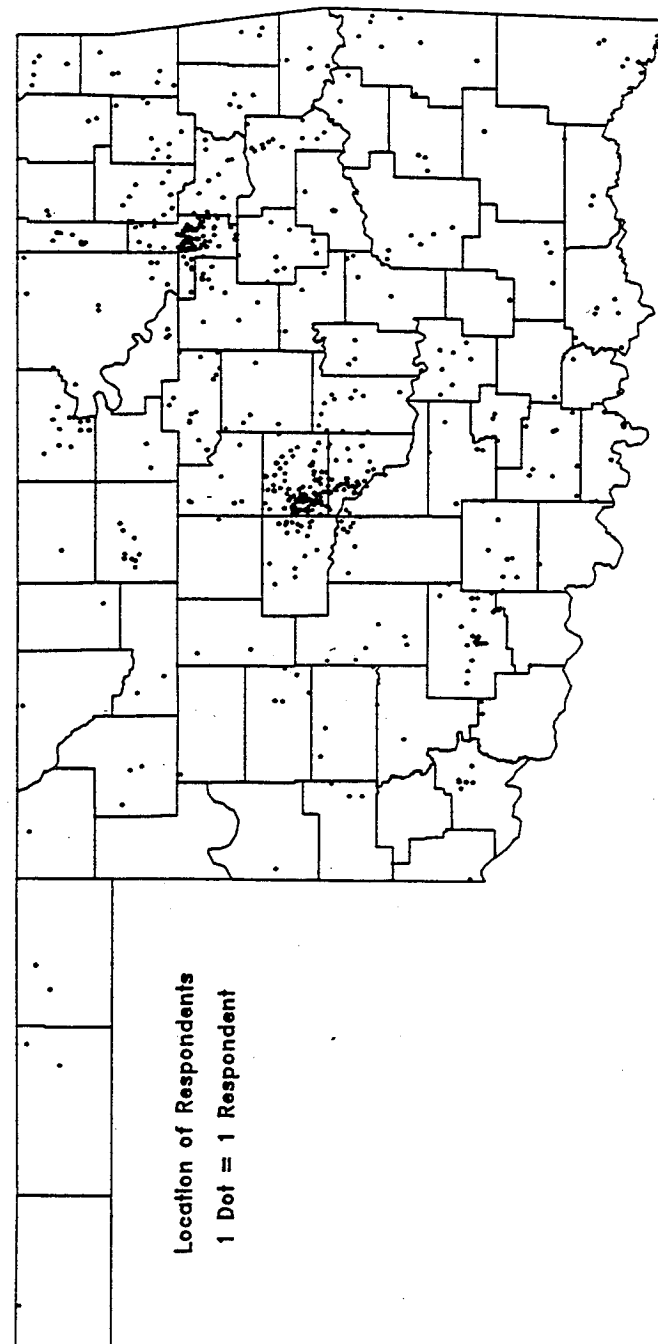 Location of Respondents
1 Dot = 1 Respondent